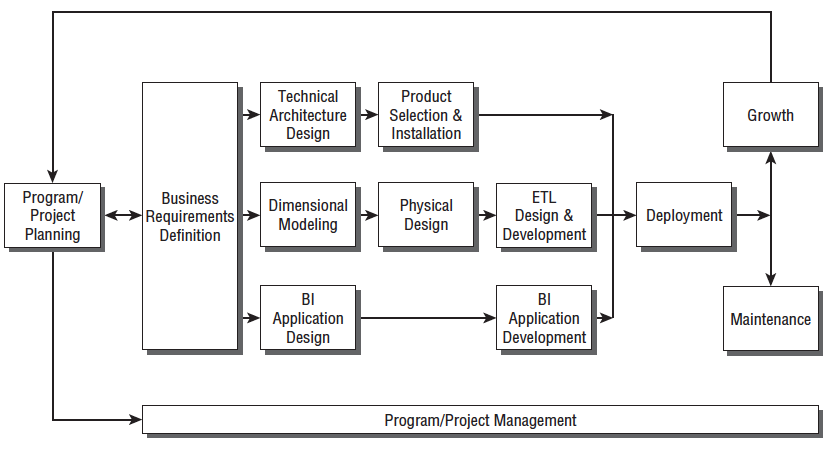 Technical
Architecture
Design
Product
Selection &
Installation
Growth
Program/
Project
Planning
Business
Requirements
Definition
Dimensional
Modeling
Physical
Design
ETL
Design &
Development
Deployment
BI
Application
Design
BI
Application
Development
Maintenance
Program/Project Management